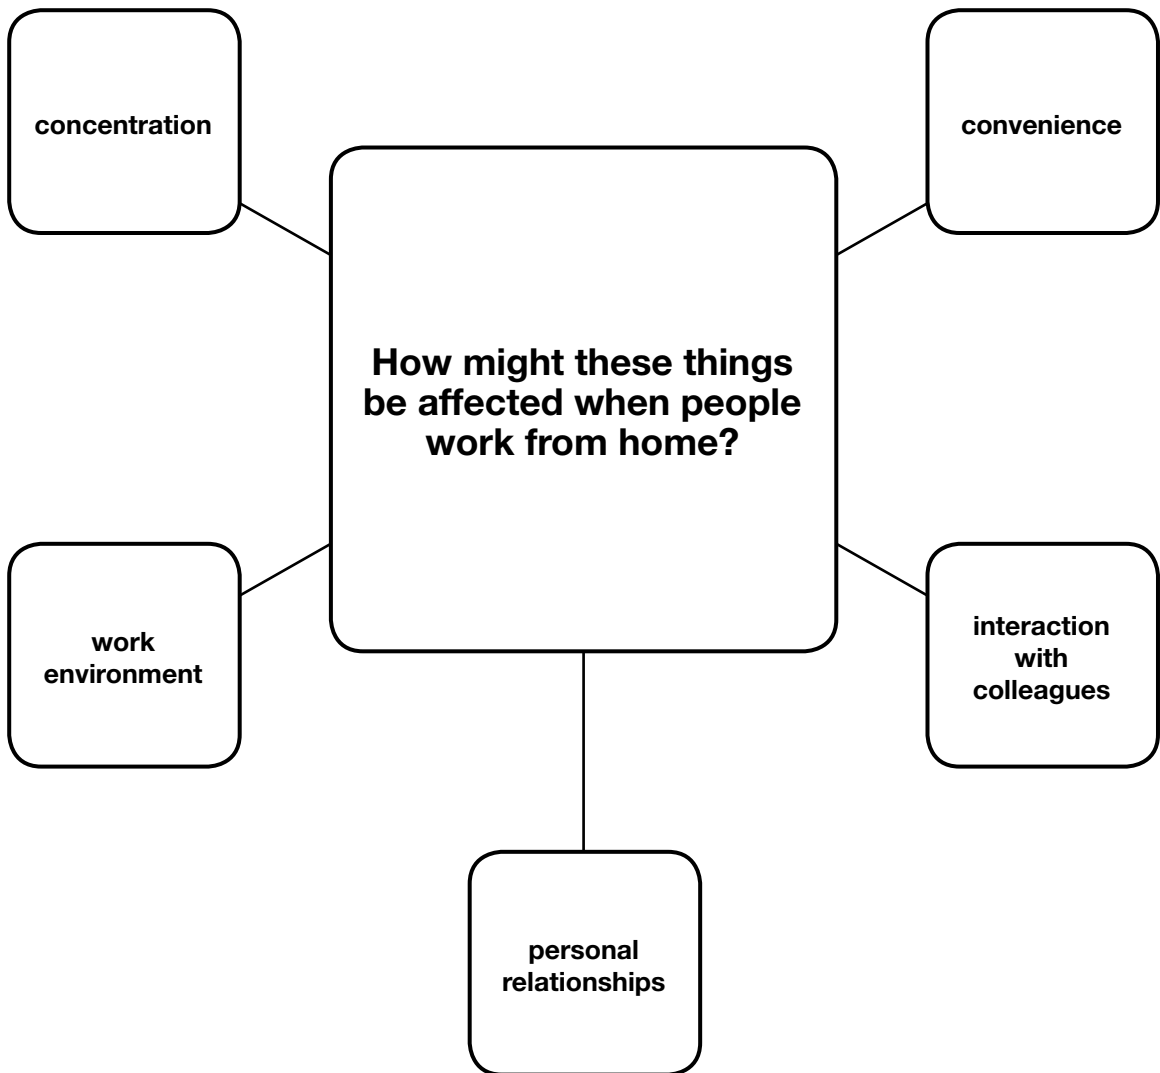 concentration
convenience
How might these things
be affected when people
work from home?
work
environment
interaction
with
colleagues
personal
relationships